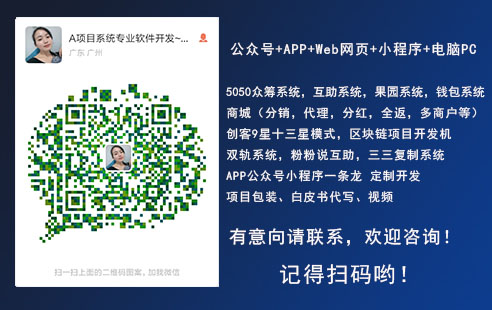 A项目系统专业软件开发~...
广东 广州
扫一扫上面的二维码图案，加我微信
公众号+APP+Web网页+小程序+电脑PC
5050众筹系统，互助系统，果园系统，钱包系统
商城（分销，代理，分红，全返，多商户等）
创客9星十三星模式，区块链项目开发机
双轨系统，粉粉说互助，三三复制系统
APP公众号小程序一条龙 定制开发
项目包装、白皮书代写、视频
有意向请联系，欢迎咨询！
记得扫码哟！